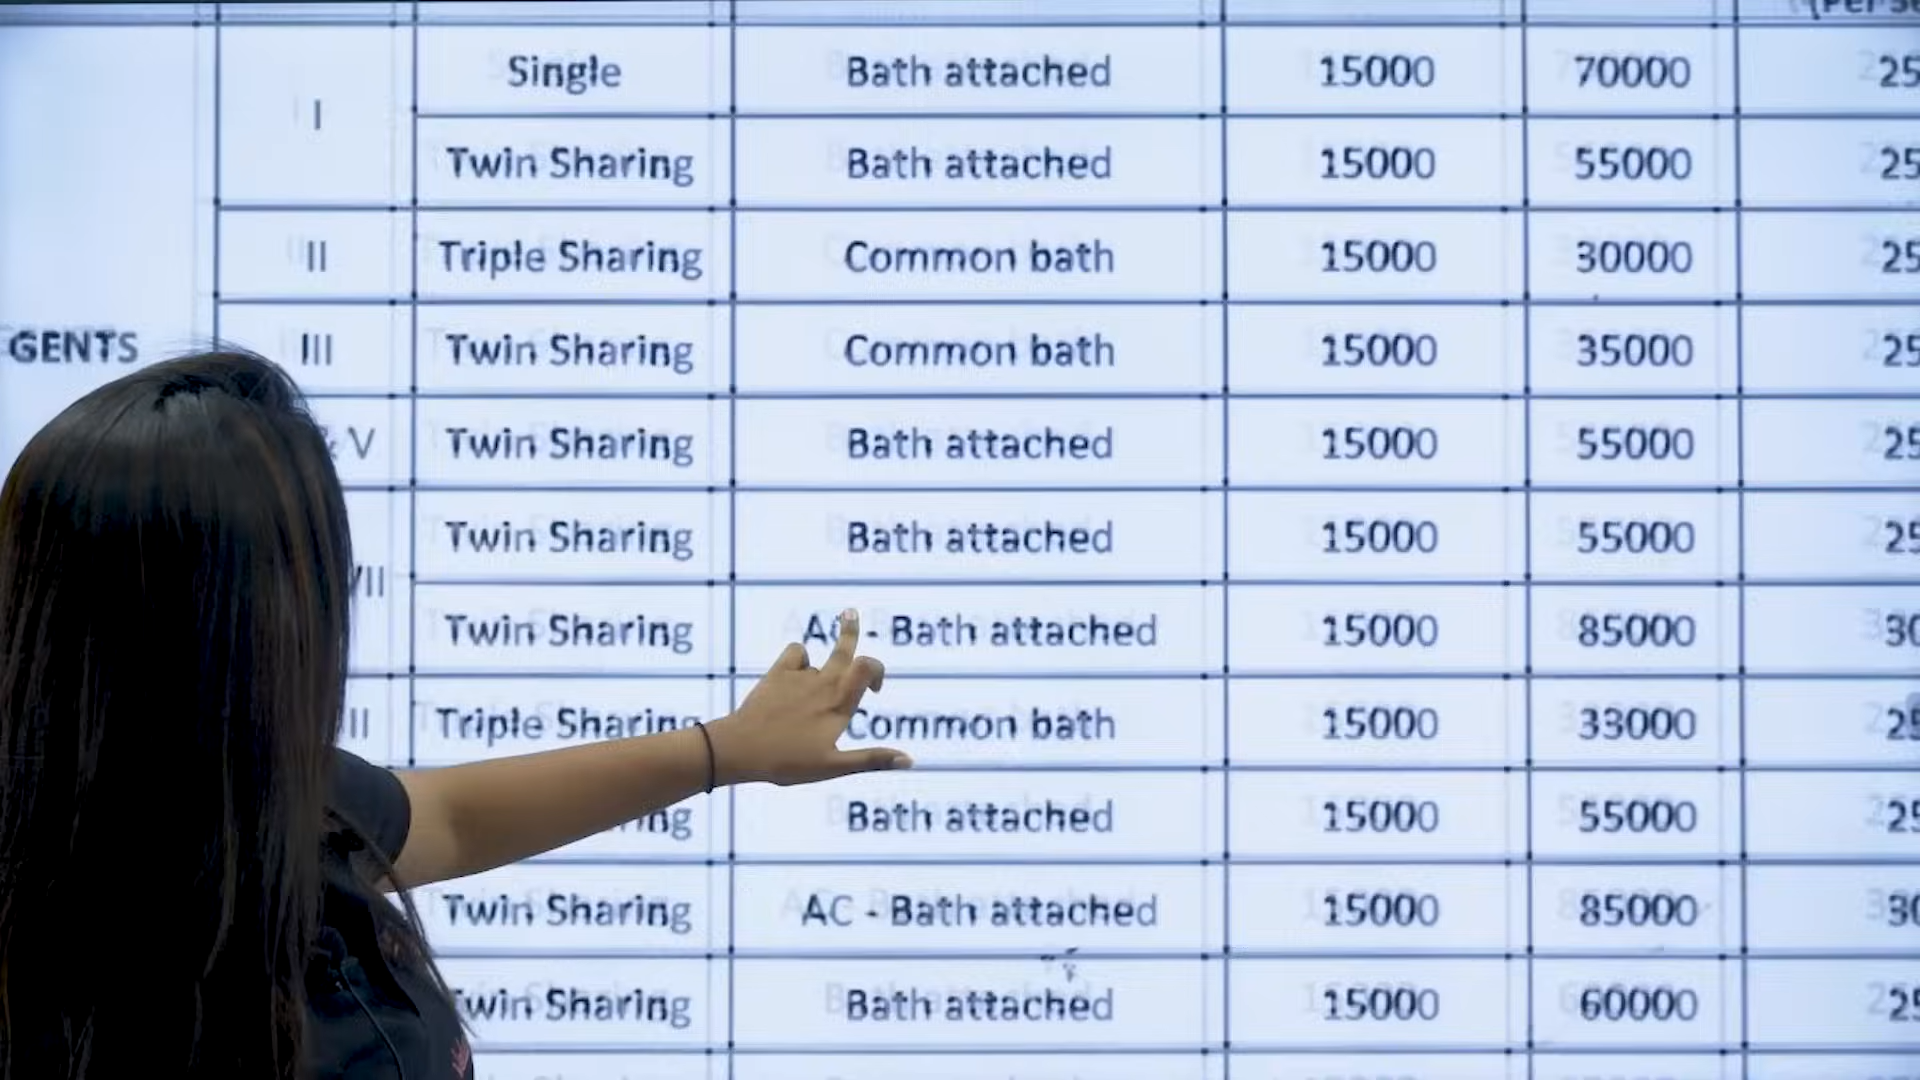 I Single Bath attached 15000 70000 25
Twin Sharing Bath attached 15000 55000 25
II Triple Sharing Common bath 15000 30000 25
GENTS III Twin Sharing Common bath 15000 35000 25
& V Twin Sharing Bath attached 15000 55000 25
Twin Sharing Bath attached 15000 55000 25
VII
Twin Sharing AC - Bath attached 15000 85000 30
II Triple Sharing Common bath 15000 33000 25
ring Bath attached 15000 55000 25
Twin Sharing AC - Bath attached 15000 85000 30
Twin Sharing Bath attached 15000 60000 25